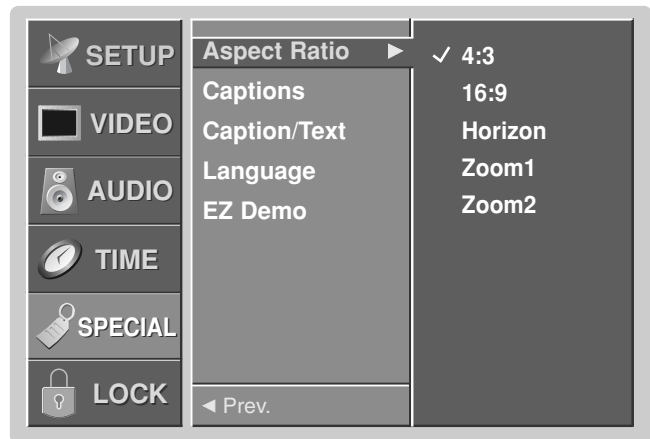 SETUP
VIDEO
AUDIO
TIME
SPECIAL
LOCK
Aspect Ratio ►
Captions
Caption/Text
Language
EZ Demo
◄ Prev.
✓ 4:3
16:9
Horizon
Zoom1
Zoom2